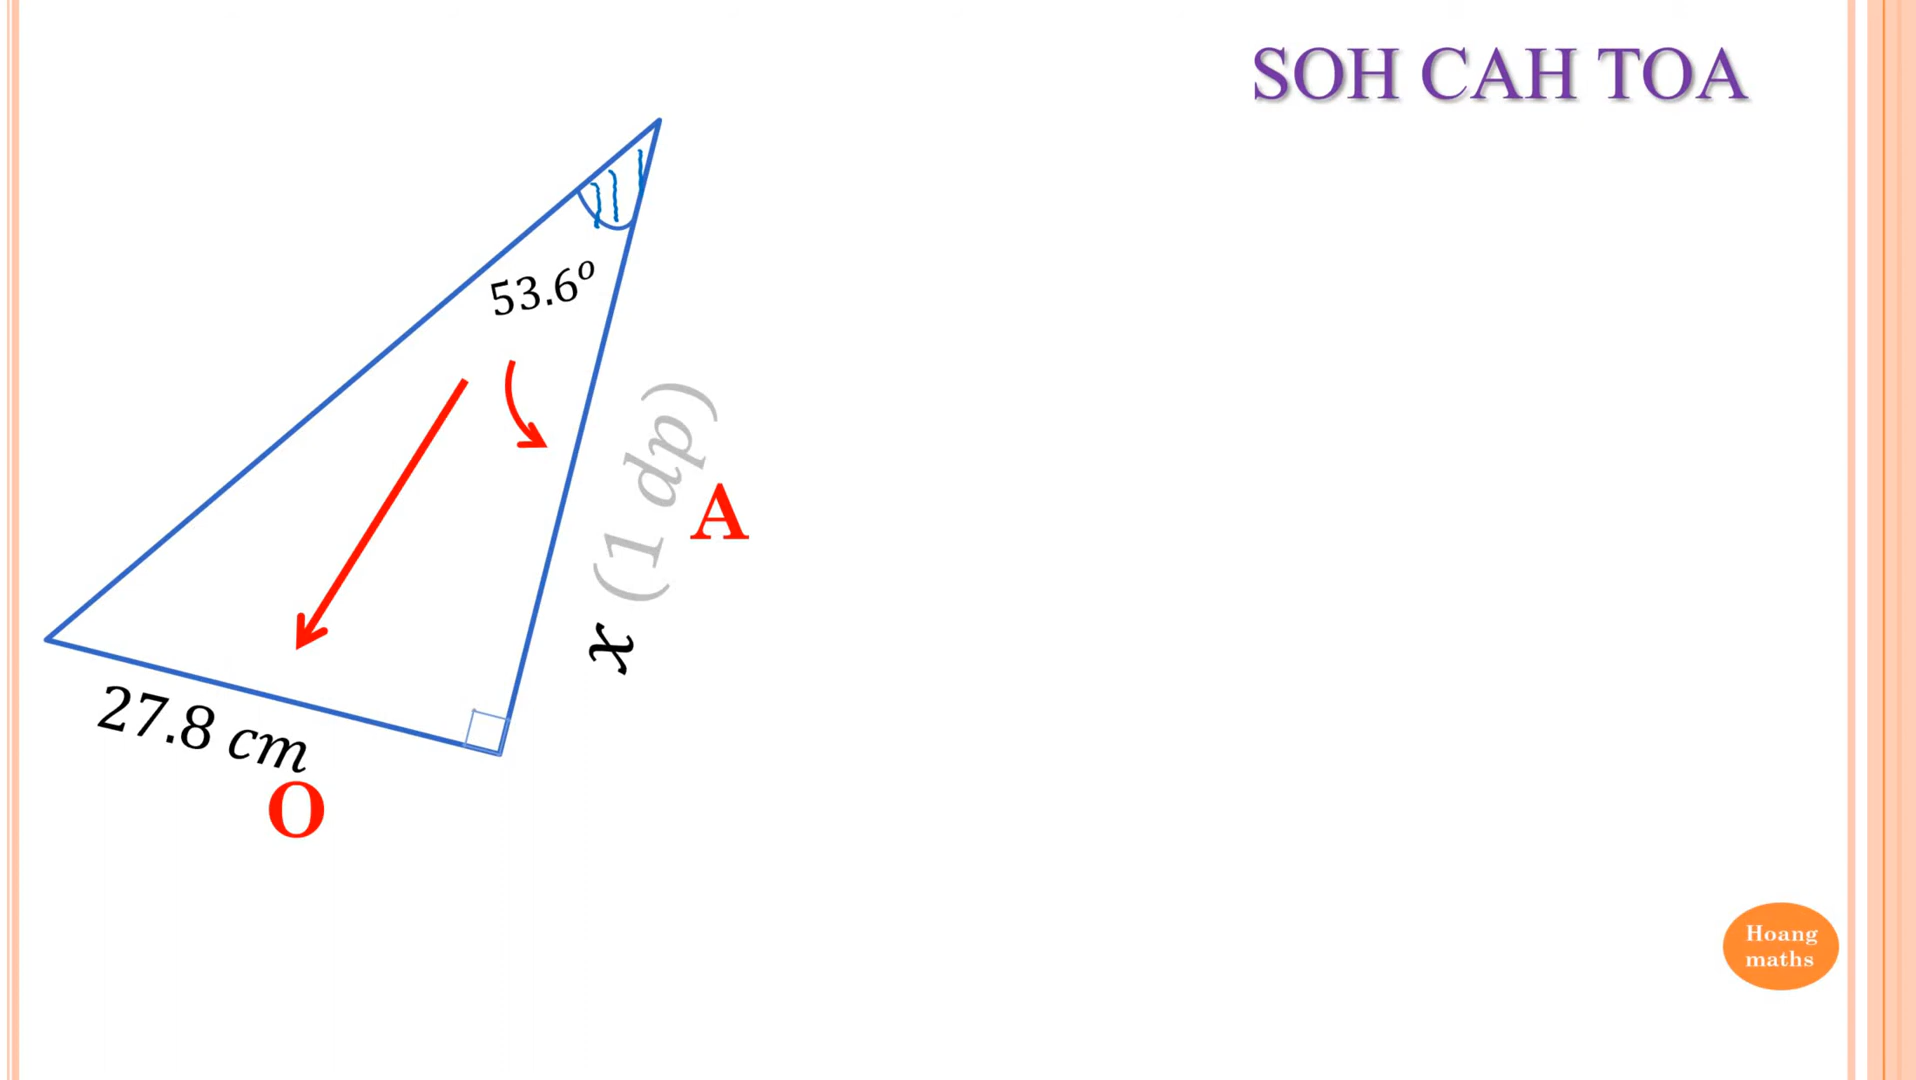 SOH CAH TOA
53.6°
x (1 dp)
A
27.8 cm
O
Hoang
maths